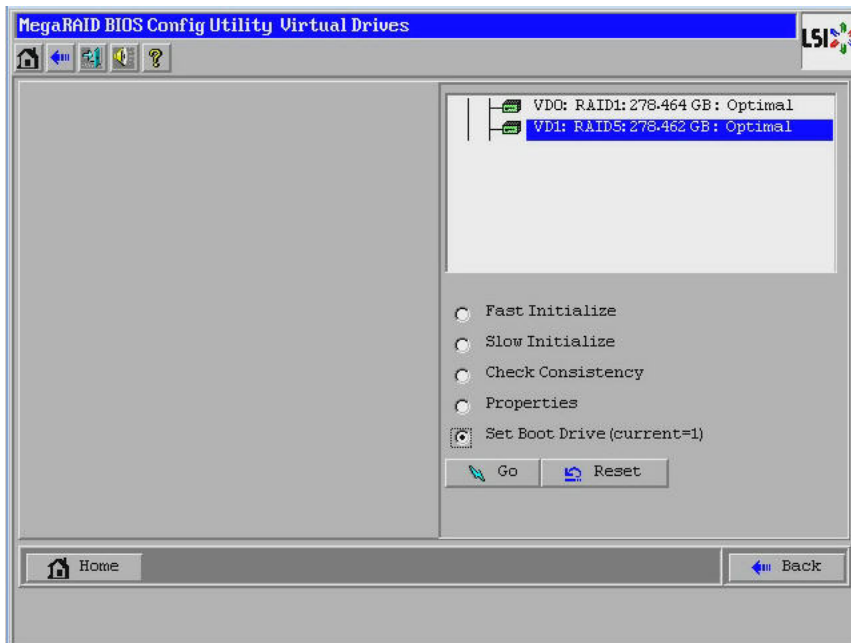 MegaRAID BIOS Config Utility Virtual Drives
LSI
VD0: RAID1: 278.464 GB: Optimal
VD1: RAID5: 278.462 GB: Optimal
Fast Initialize
Slow Initialize
Check Consistency
Properties
Set Boot Drive (current=1)
Go
Reset
Home
Back